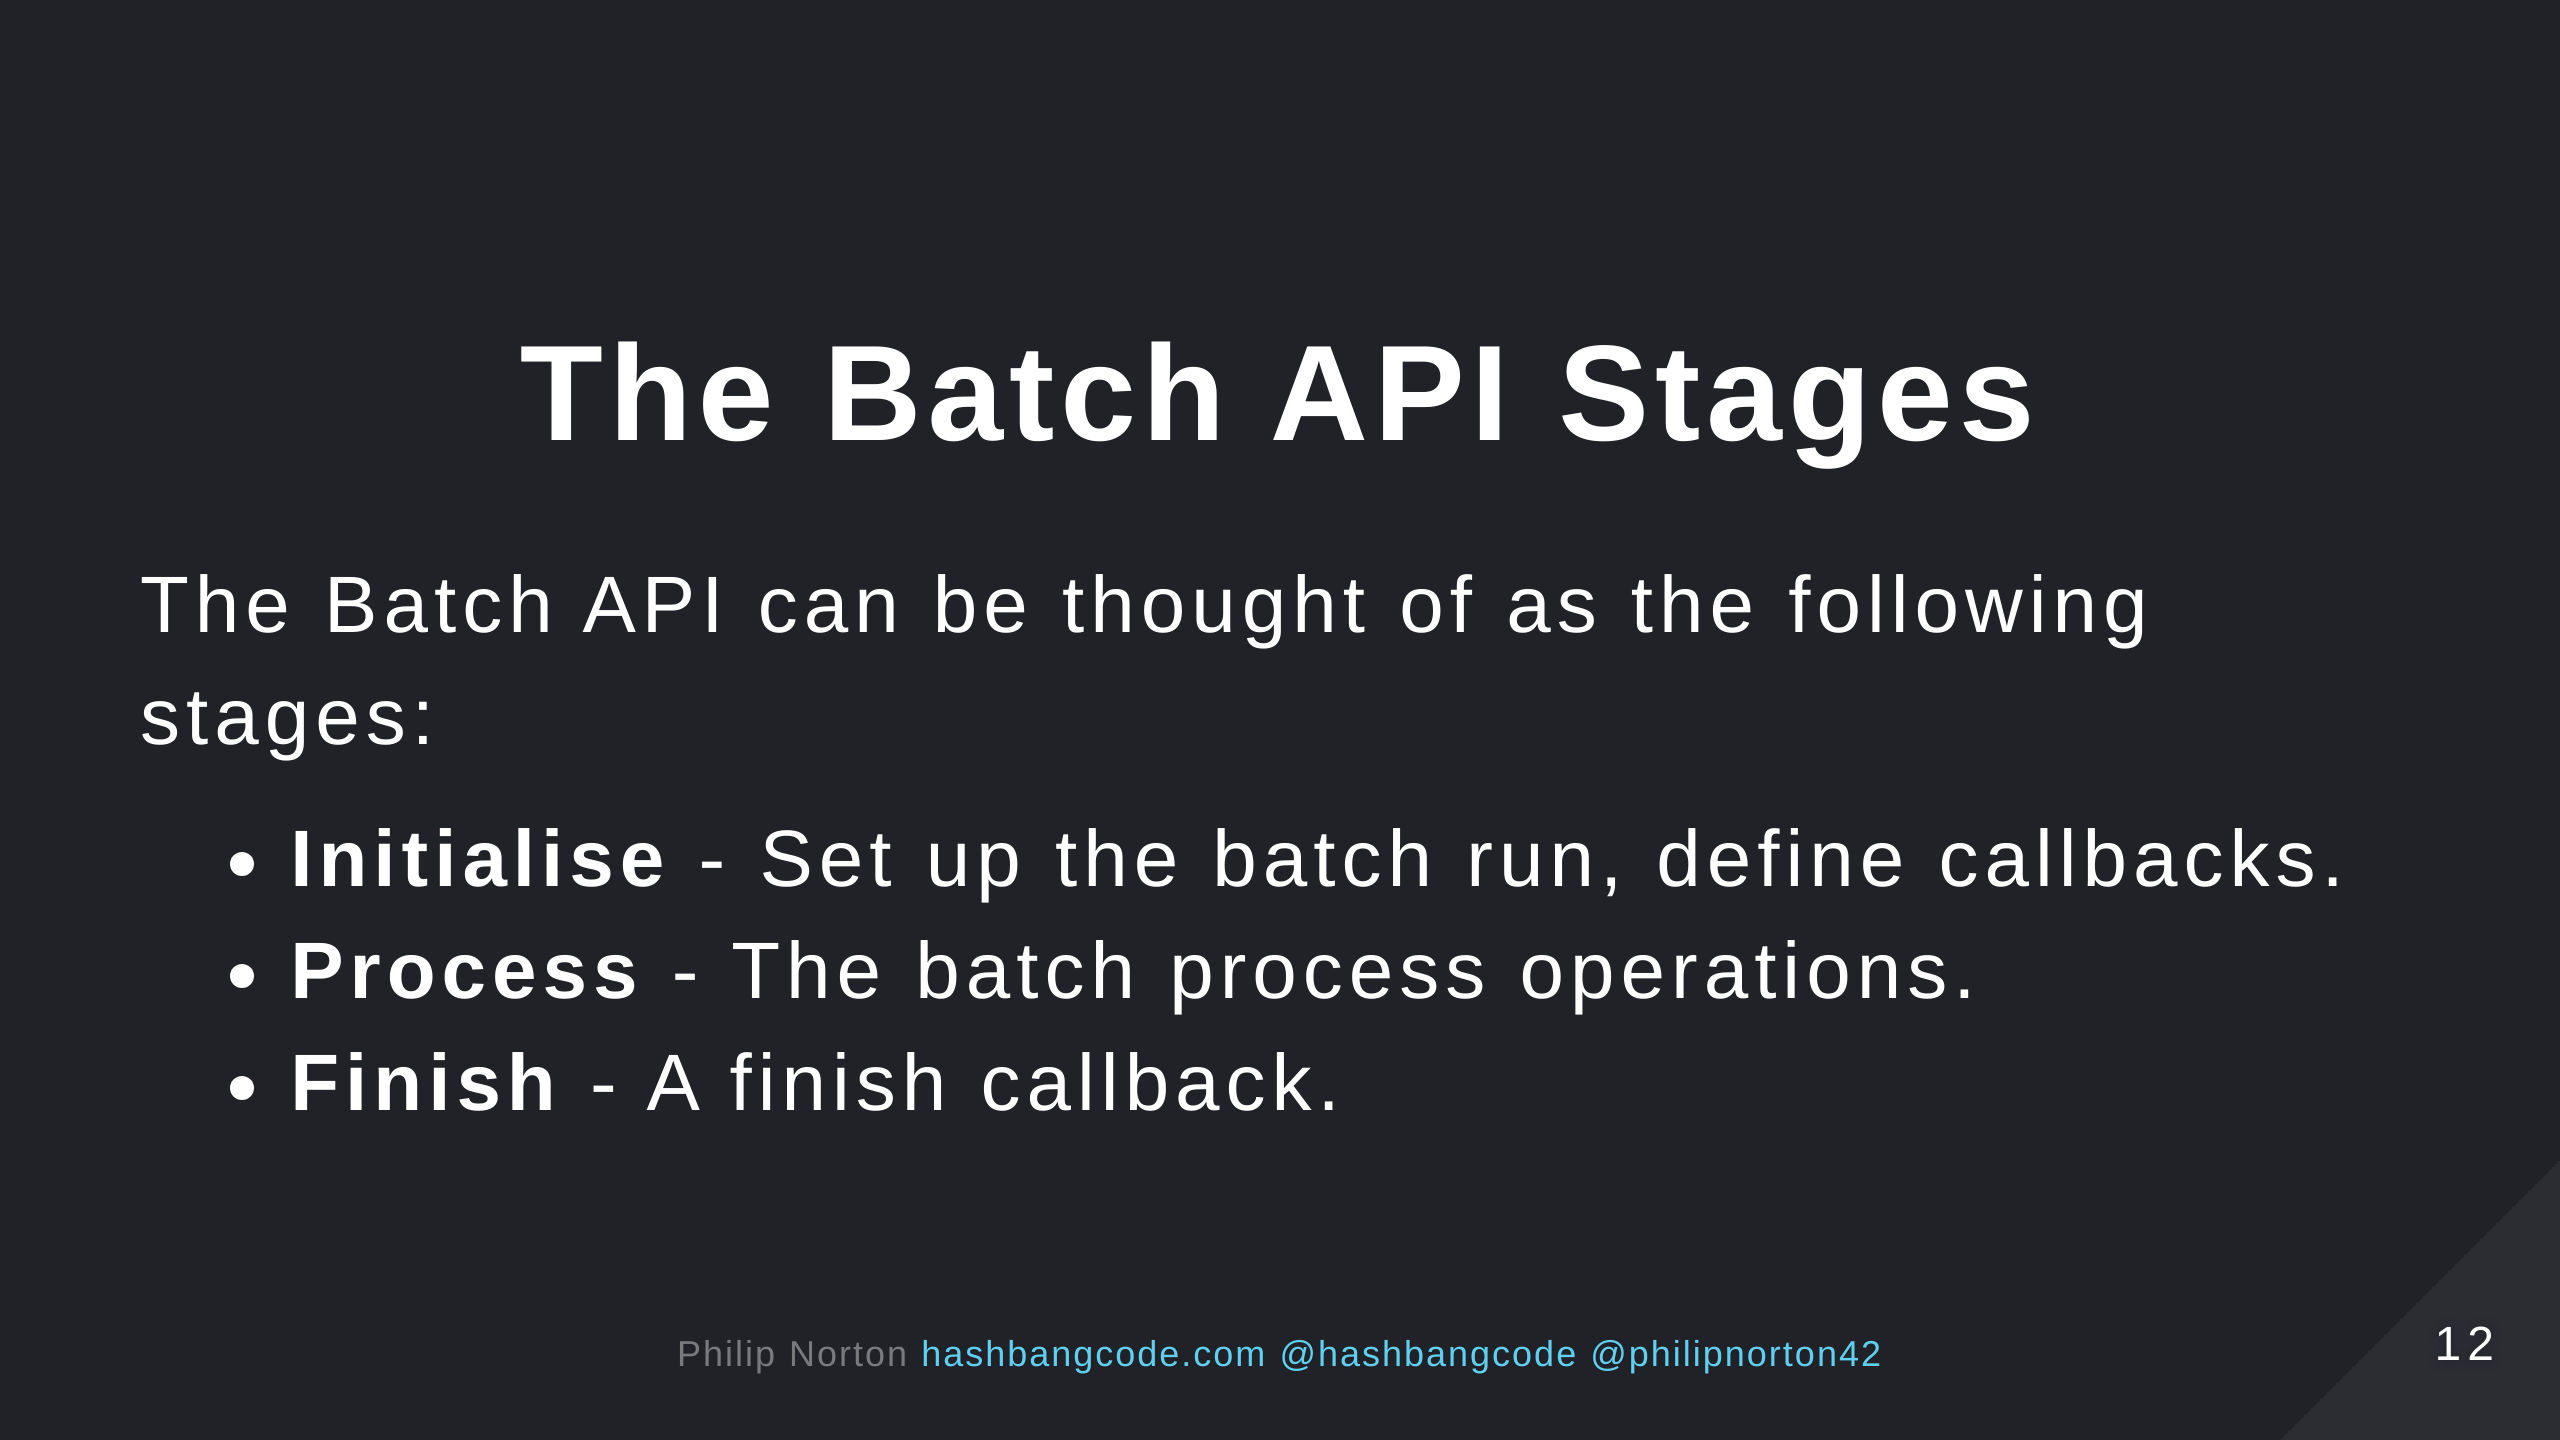 The Batch API Stages
The Batch API can be thought of as the following
stages:
• Initialise - Set up the batch run, define callbacks.
• Process - The batch process operations.
• Finish - A finish callback.
Philip Norton hashbangcode.com @hashbangcode @philipnorton42
12